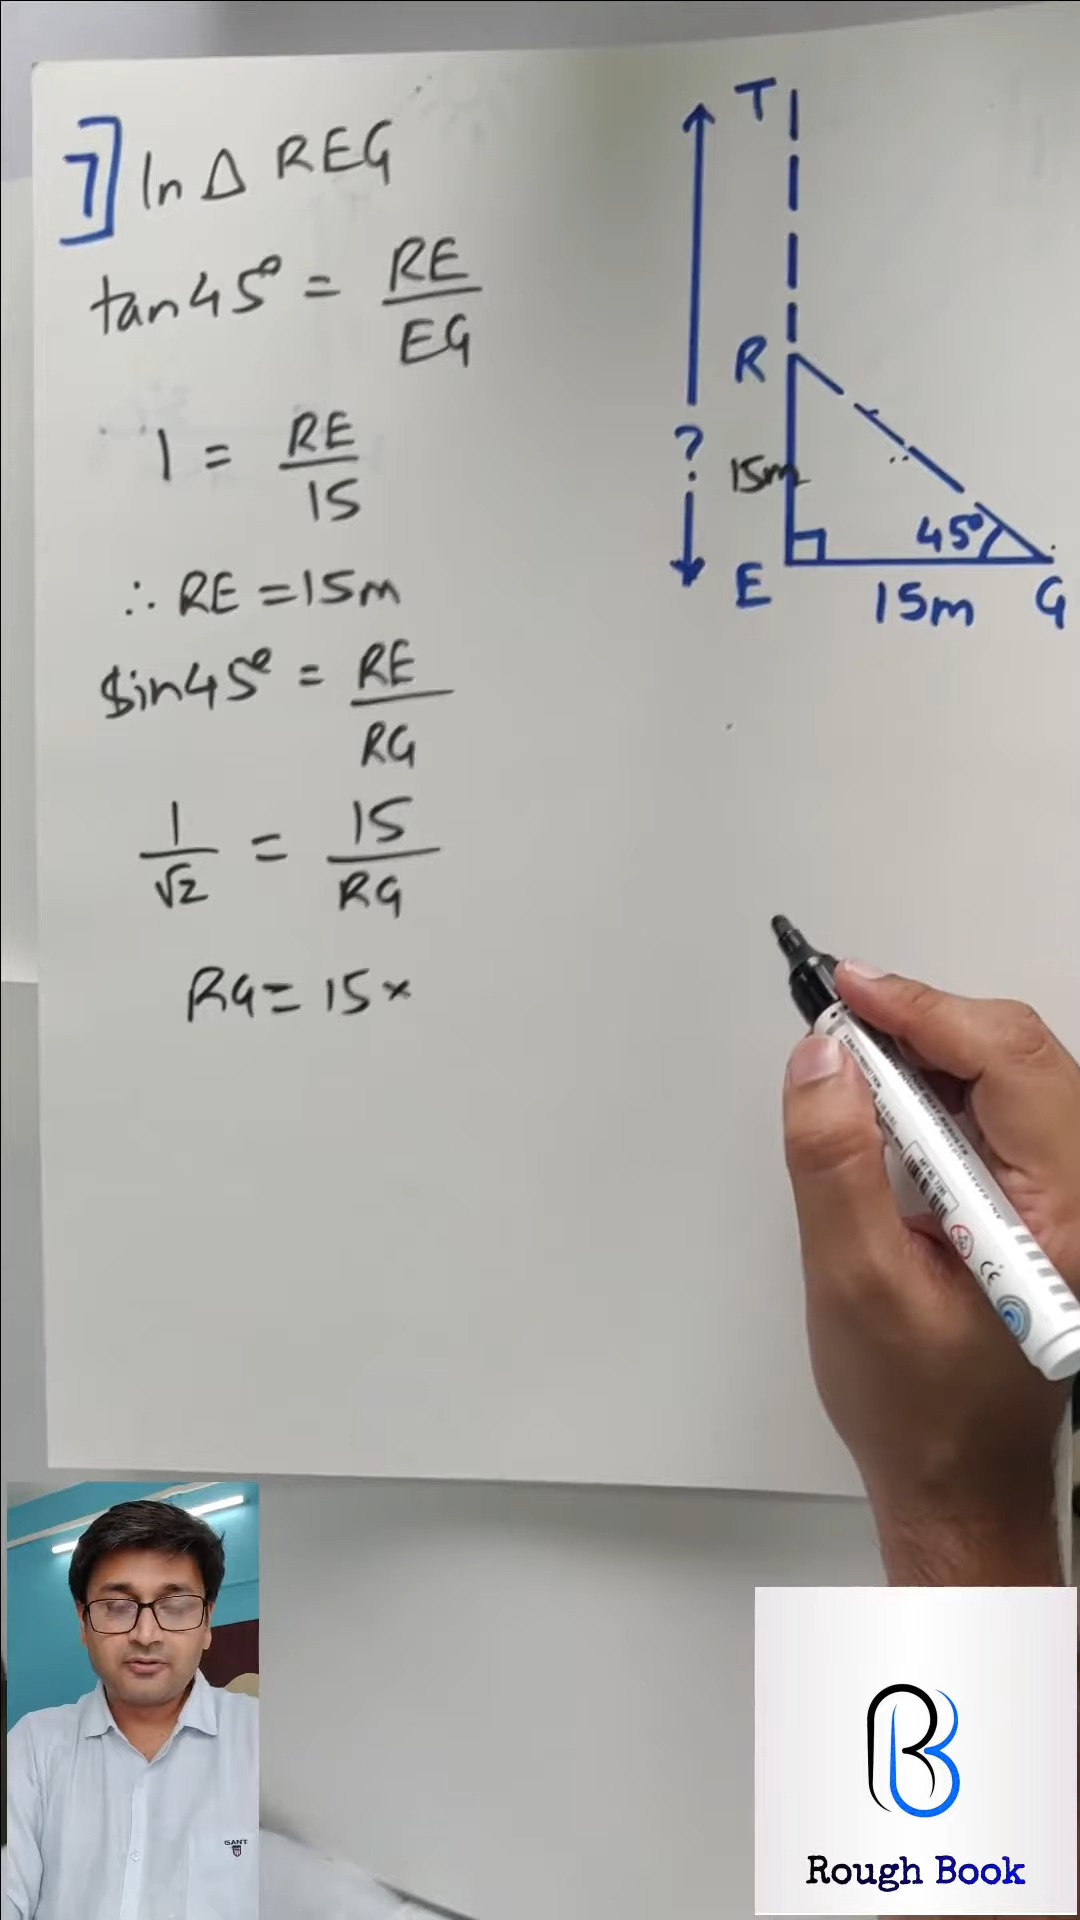 7] In Δ REG
tan45° = RE/EG
1 = RE/15
∴ RE = 15m
Sin45° = RE/RG
1/√2 = 15/RG
RG = 15 ×
T
R
?
15m
45°
E
15m
G
GANT
Rough Book